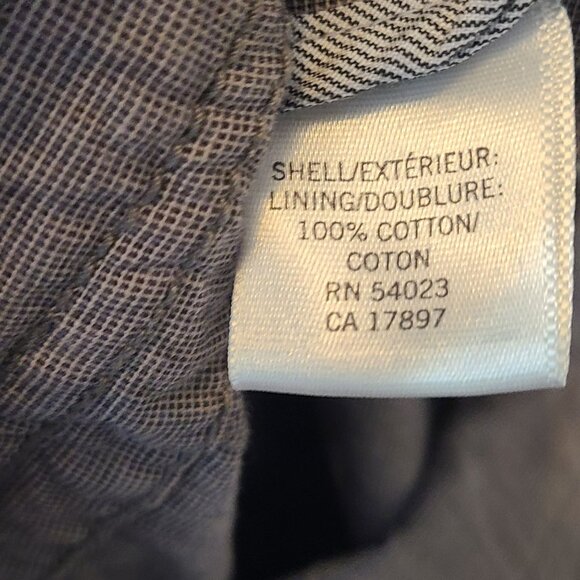 SHELL/EXTÉRIEUR:
LINING/DOUBLURE:
100% COTTON/
COTON
RN 54023
CA 17897